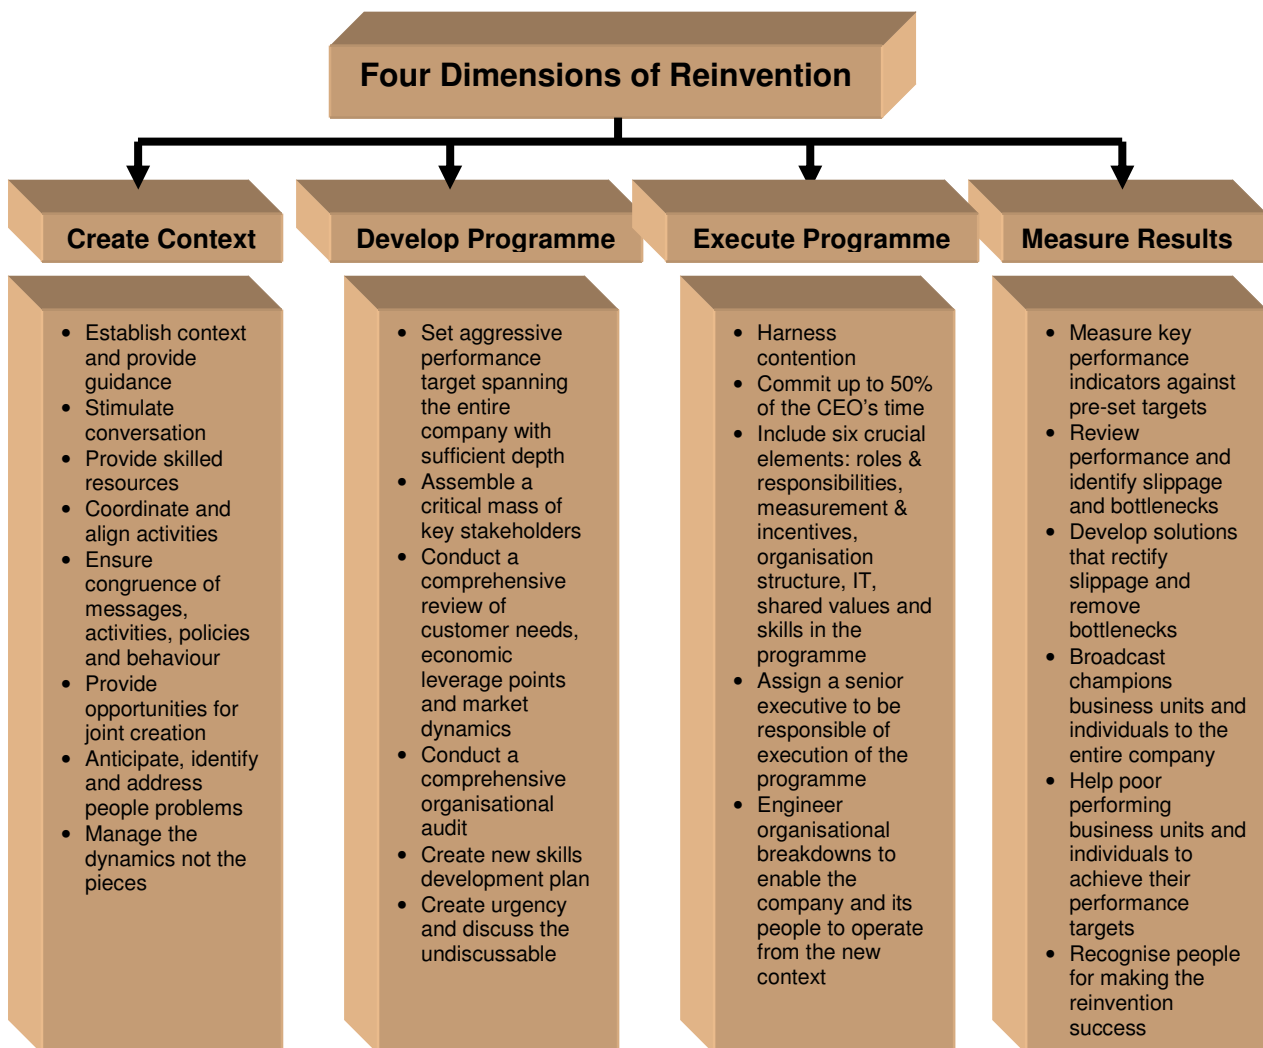 Four Dimensions of Reinvention
Create Context
Develop Programme
Execute Programme
Measure Results
• Establish context
and provide
guidance
• Stimulate
conversation
• Provide skilled
resources
• Coordinate and
align activities
• Ensure
congruence of
messages,
activities, policies
and behaviour
• Provide
opportunities for
joint creation
• Anticipate, identify
and address
people problems
• Manage the
dynamics not the
pieces
• Set aggressive
performance
target spanning
the entire
company with
sufficient depth
• Assemble a
critical mass of
key stakeholders
• Conduct a
comprehensive
review of
customer needs,
economic
leverage points
and market
dynamics
• Conduct a
comprehensive
organisational
audit
• Create new skills
development plan
• Create urgency
and discuss the
undiscussable
• Harness
contention
• Commit up to 50%
of the CEO's time
• Include six crucial
elements: roles &
responsibilities,
measurement &
incentives,
organisation
structure, IT,
shared values and
skills in the
programme
• Assign a senior
executive to be
responsible of
execution of the
programme
• Engineer
organisational
breakdowns to
enable the
company and its
people to operate
from the new
context
• Measure key
performance
indicators against
pre-set targets
• Review
performance and
identify slippage
and bottlenecks
• Develop solutions
that rectify
slippage and
remove
bottlenecks
• Broadcast
champions
business units and
individuals to the
entire company
• Help poor
performing
business units and
individuals to
achieve their
performance
targets
• Recognise people
for making the
reinvention
success